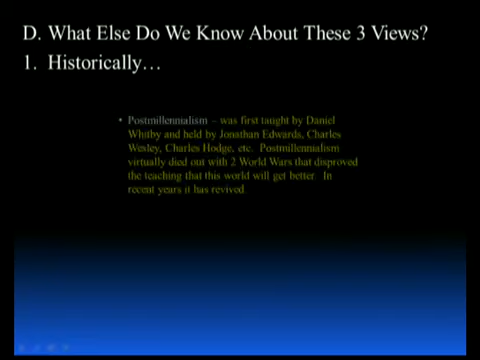 D. What Else Do We Know About These 3 Views?
1. Historically…
• Postmillennialism – was first taught by Daniel
Whitby and held by Jonathan Edwards, Charles
Wesley, Charles Hodge, etc. Postmillennialism
virtually died out with 2 World Wars that disproved
the teaching that this world will get better. In
recent years it has revived.